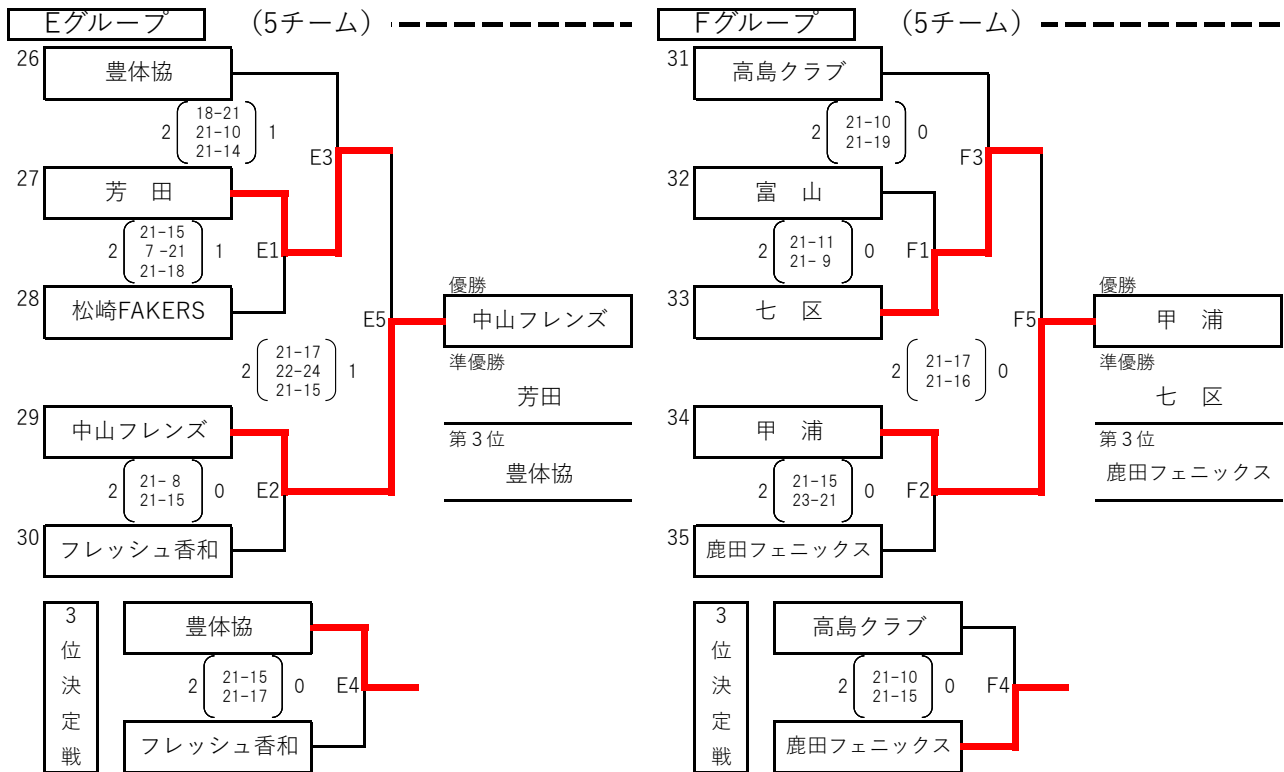 Eグループ (5チーム)
26 豊体協
2 18-21 1
21-10
21-14
E3
27 芳 田
2 21-15 1
7 -21
21-18
E1
28 松崎FAKERS
E5
2 21-17 1
22-24
21-15
優勝
中山フレンズ
準優勝
芳田
第3位
豊体協
29 中山フレンズ
2 21- 8 0
21-15
E2
30 フレッシュ香和
3位決定戦
豊体協
2 21-15 0
21-17
E4
フレッシュ香和
Fグループ (5チーム)
31 高島クラブ
2 21-10 0
21-19
F3
32 富 山
2 21-11 0
21- 9
F1
33 七 区
F5
2 21-17 0
21-16
優勝
甲 浦
準優勝
七 区
第3位
鹿田フェニックス
34 甲 浦
2 21-15 0
23-21
F2
35 鹿田フェニックス
3位決定戦
高島クラブ
2 21-10 0
21-15
F4
鹿田フェニックス